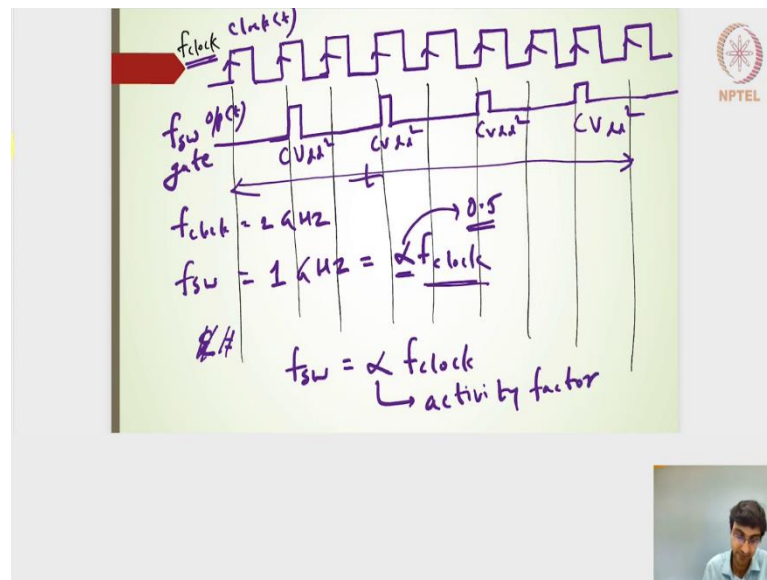 fclock clock(t)
NPTEL
fsw o/p(t)
gate
CVdd² CVdd² CVdd² CVdd²
t
fclock = 2 GHz
fsw = 1 GHz = α fclock
0.5
fsw = α fclock
activity factor